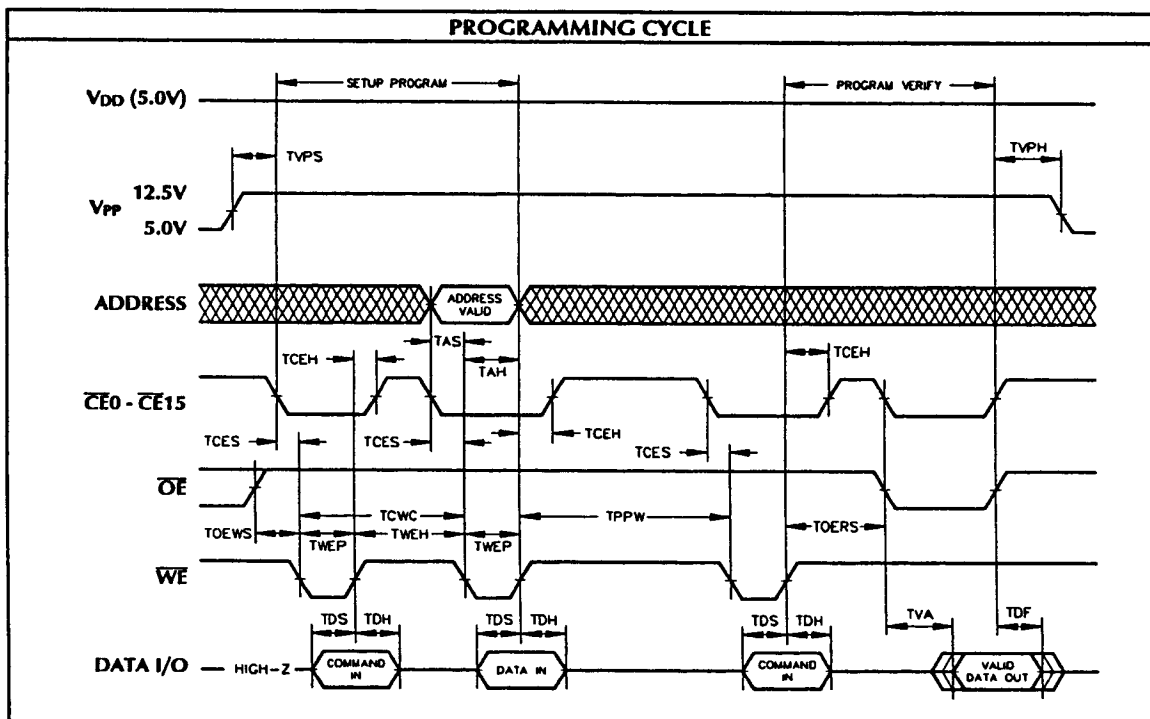 PROGRAMMING CYCLE
SETUP PROGRAM
PROGRAM VERIFY
VDD (5.0V)
TVPS
TVPH
12.5V
VPP
5.0V
ADDRESS
ADDRESS VALID
TAS
TCEH
TAH
TCEH
CE0 - CE15
TCES
TCES
TCEH
TCES
OE
TCWC
TPPW
TOEWS
TWEP
TWEH
TWEP
TOERS
WE
TDS
TDH
TDS
TDH
TDS
TDH
TVA
TDF
DATA I/O
HIGH-Z
COMMAND IN
DATA IN
COMMAND IN
VALID DATA OUT